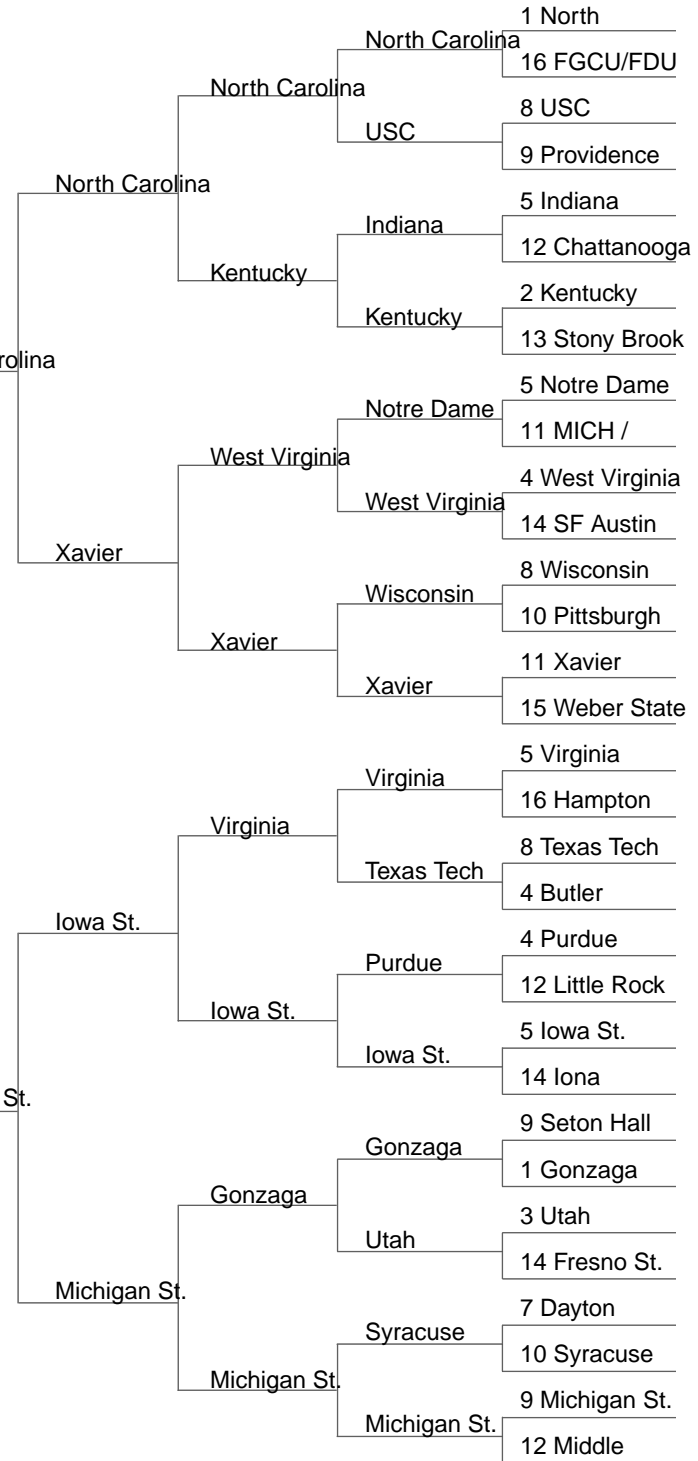 1 North
North Carolina
16 FGCU/FDU
North Carolina
8 USC
USC
9 Providence
North Carolina
5 Indiana
Indiana
12 Chattanooga
Kentucky
2 Kentucky
Kentucky
13 Stony Brook
rolina
5 Notre Dame
Notre Dame
11 MICH /
West Virginia
4 West Virginia
West Virginia
14 SF Austin
Xavier
8 Wisconsin
Wisconsin
10 Pittsburgh
Xavier
11 Xavier
Xavier
15 Weber State
5 Virginia
Virginia
16 Hampton
Virginia
8 Texas Tech
Texas Tech
4 Butler
Iowa St.
4 Purdue
Purdue
12 Little Rock
Iowa St.
5 Iowa St.
Iowa St.
14 Iona
St.
9 Seton Hall
Gonzaga
1 Gonzaga
Gonzaga
3 Utah
Utah
14 Fresno St.
Michigan St.
7 Dayton
Syracuse
10 Syracuse
Michigan St.
9 Michigan St.
Michigan St.
12 Middle